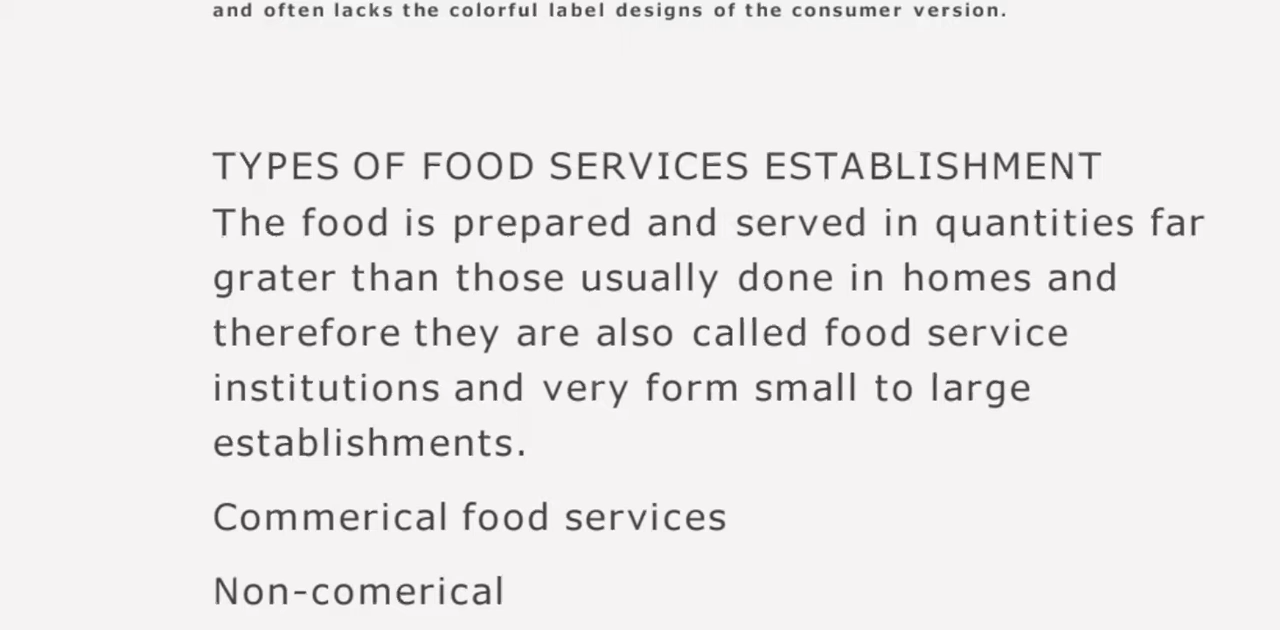 and often lacks the colorful label designs of the consumer version.
TYPES OF FOOD SERVICES ESTABLISHMENT
The food is prepared and served in quantities far
grater than those usually done in homes and
therefore they are also called food service
institutions and very form small to large
establishments.
Commerical food services
Non-comerical